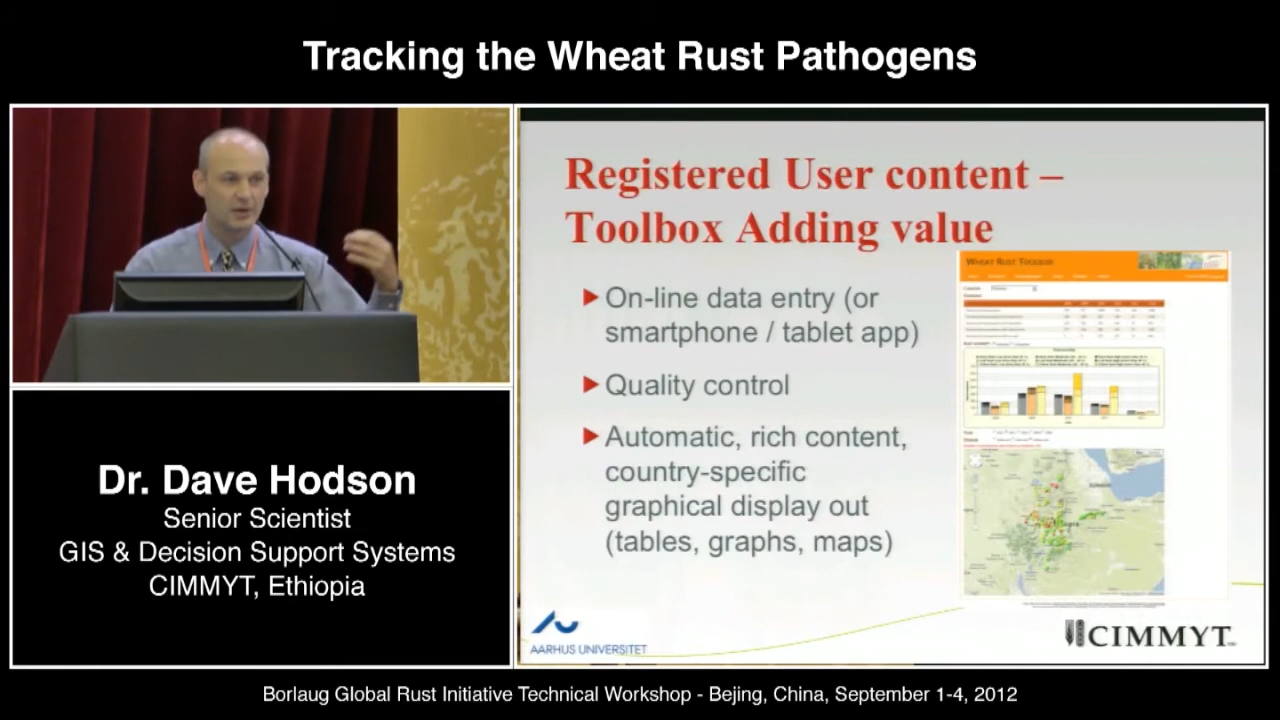 Tracking the Wheat Rust Pathogens
Registered User content –
Toolbox Adding value
On-line data entry (or
smartphone / tablet app)
Quality control
Automatic, rich content,
country-specific
graphical display out
(tables, graphs, maps)
WHEAT RUST TOOLBOX
AARHUS UNIVERSITET
CIMMYT
Dr. Dave Hodson
Senior Scientist
GIS & Decision Support Systems
CIMMYT, Ethiopia
Borlaug Global Rust Initiative Technical Workshop - Bejing, China, September 1-4, 2012